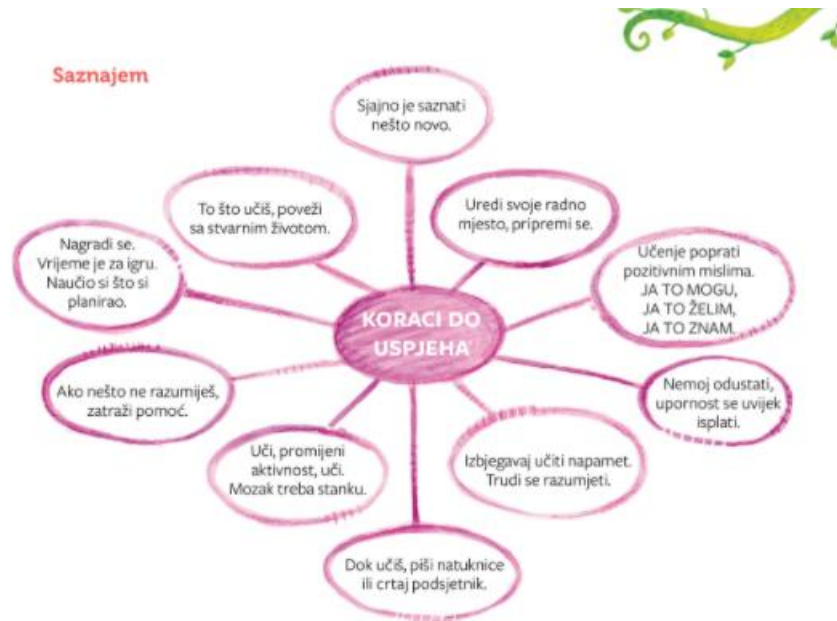 Saznajem
Sjajno je saznati
nešto novo.
To što učiš, poveži
sa stvarnim životom.
Uredi svoje radno
mjesto, pripremi se.
Nagradi se.
Vrijeme je za igru.
Naučio si što si
planirao.
Učenje poprati
pozitivnim mislima.
JA TO MOGU,
JA TO ŽELIM,
JA TO ZNAM.
KORACI DO
USPJEHA
Ako nešto ne razumiješ,
zatraži pomoć.
Nemoj odustati,
upornost se uvijek
isplati.
Uči, promijeni
aktivnost, uči.
Mozak treba stanku.
Izbjegavaj učiti napamet.
Trudi se razumjeti.
Dok učiš, piši natuknice
ili crtaj podsjetnik.